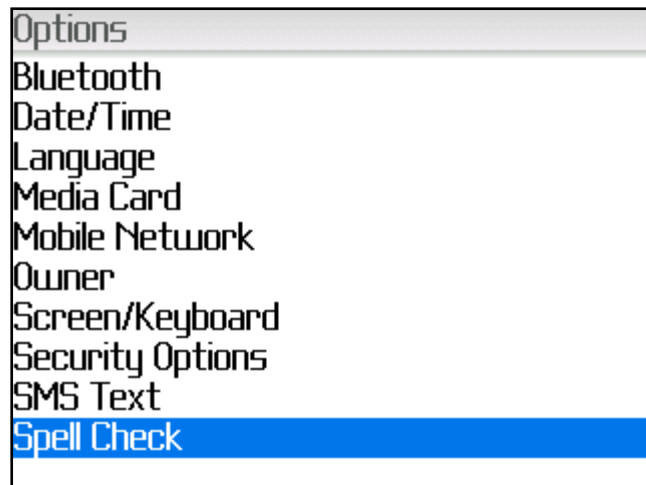 Options
Bluetooth
Date/Time
Language
Media Card
Mobile Network
Owner
Screen/Keyboard
Security Options
SMS Text
Spell Check